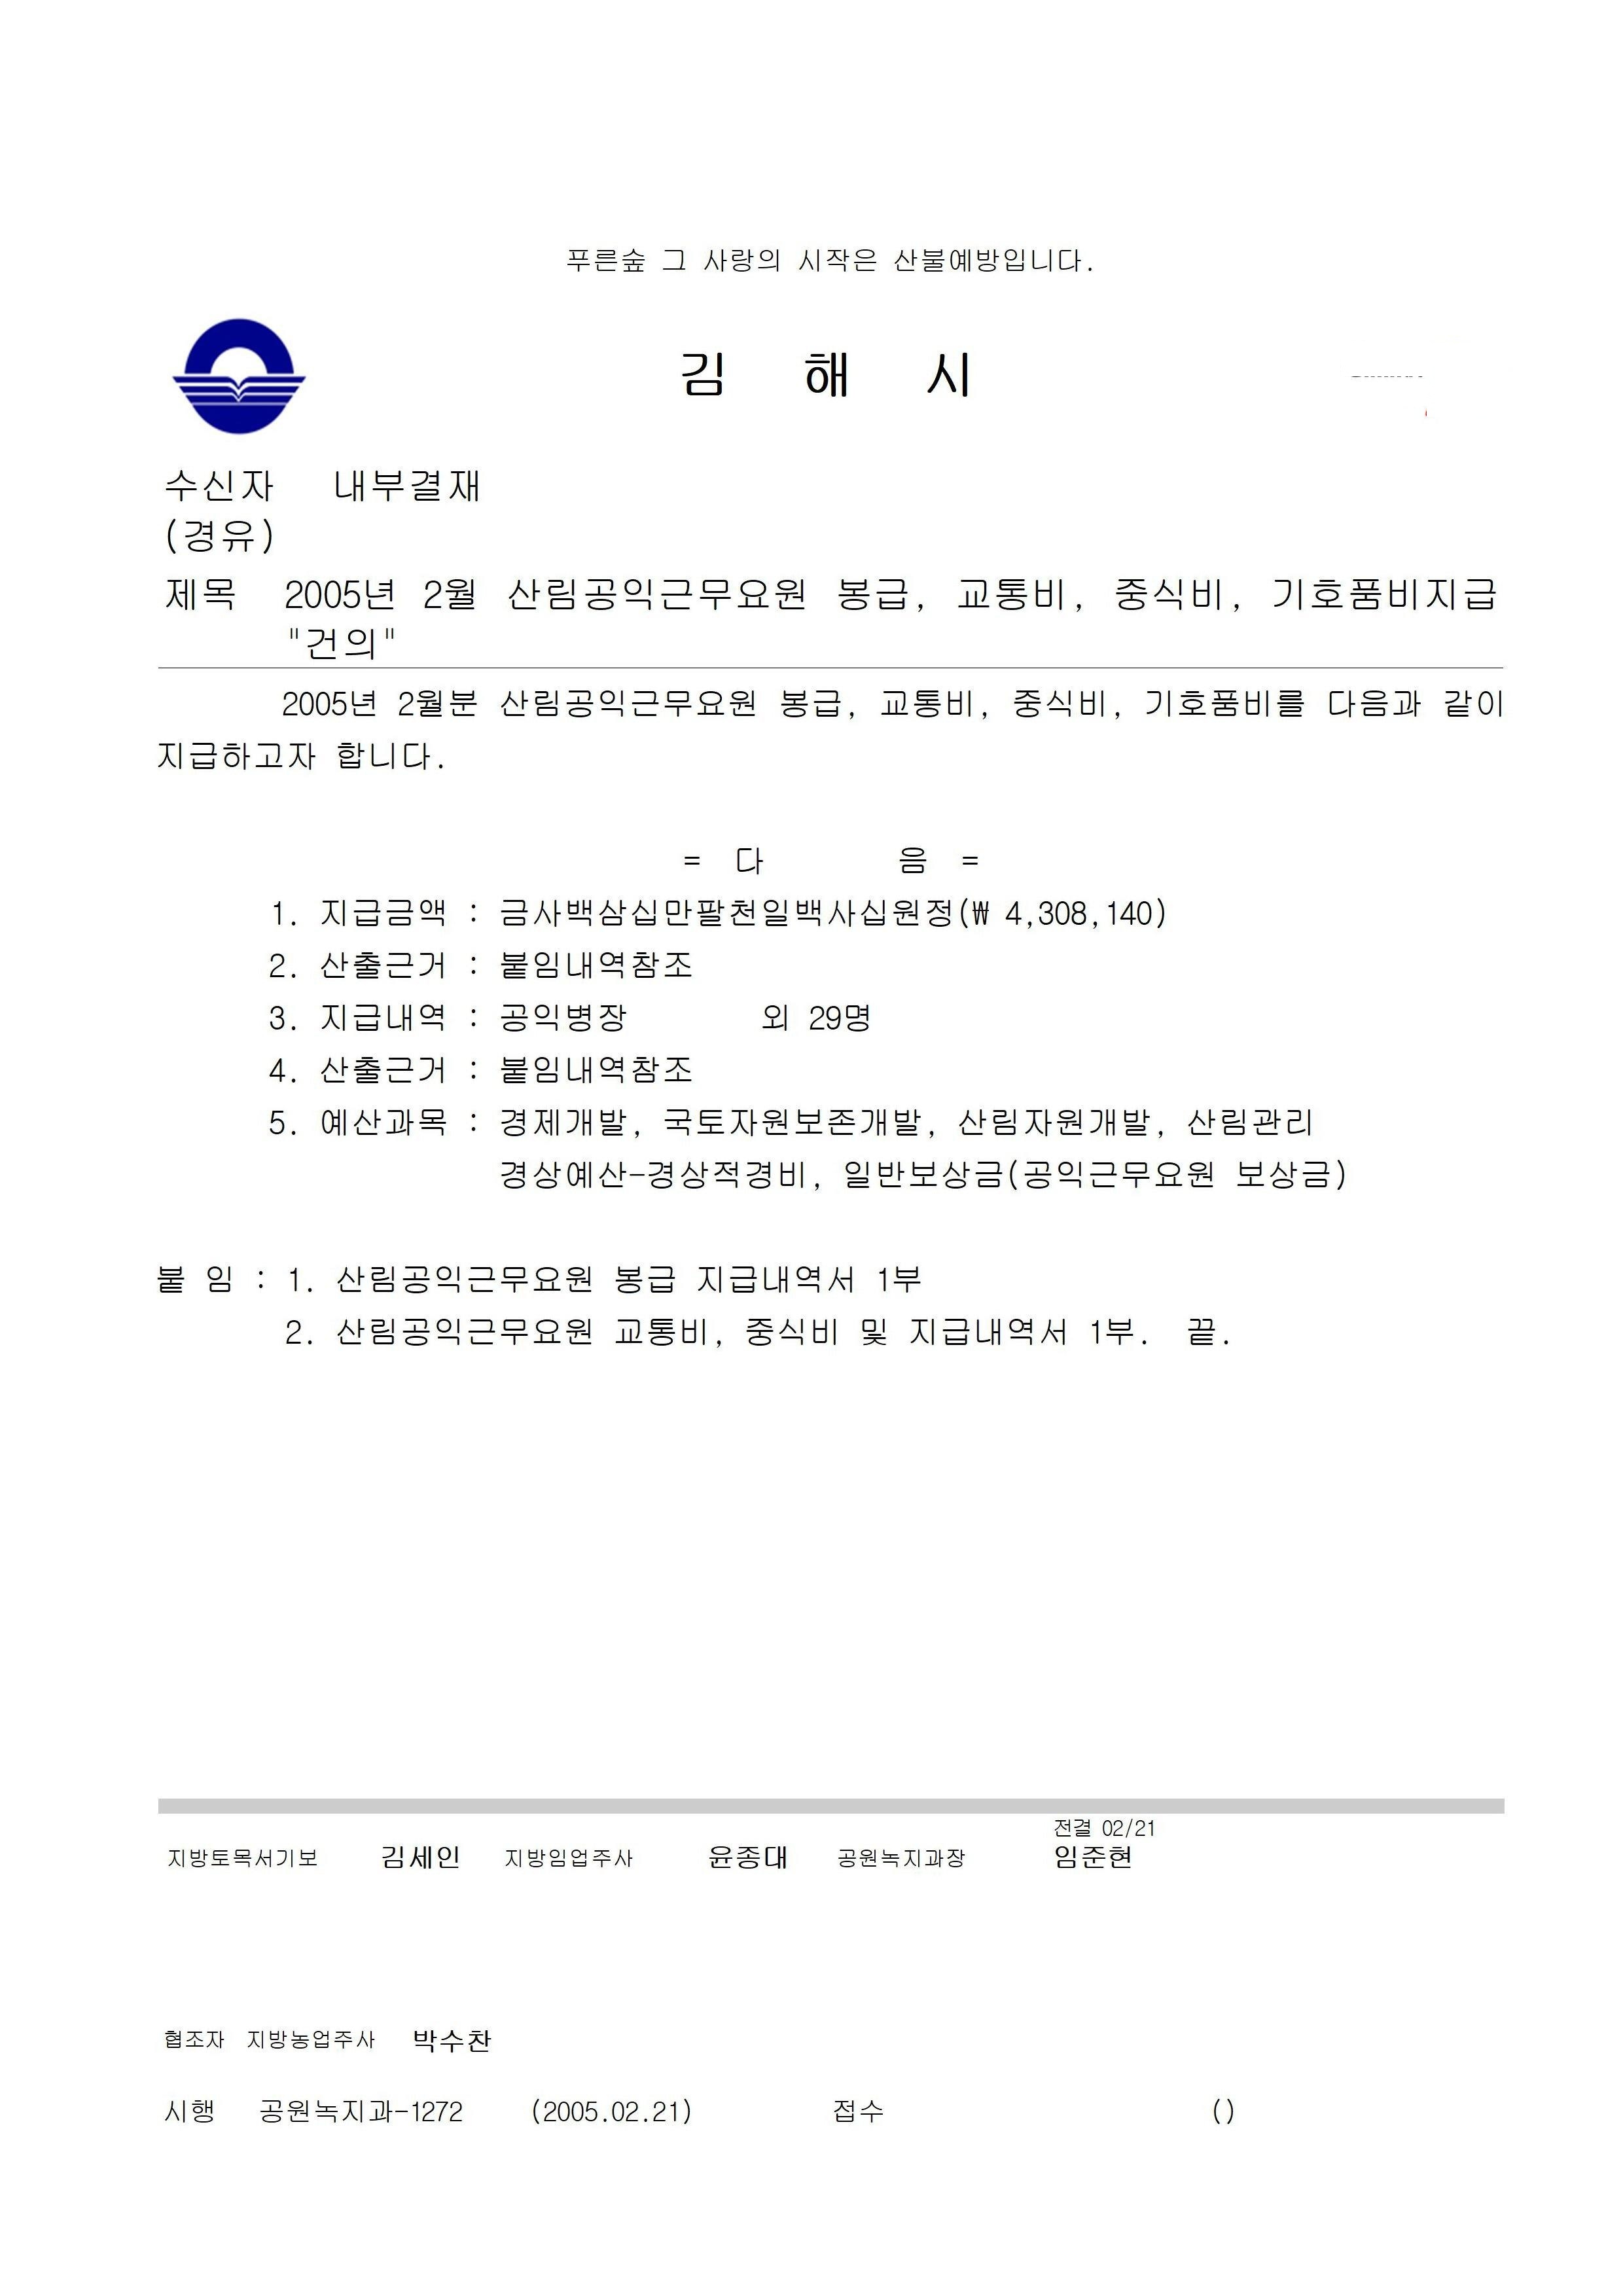 푸른숲 그 사랑의 시작은 산불예방입니다.
김 해 시
수신자 내부결재
(경유)
제목 2005년 2월 산림공익근무요원 봉급, 교통비, 중식비, 기호품비지급
"건의"
2005년 2월분 산림공익근무요원 봉급, 교통비, 중식비, 기호품비를 다음과 같이
지급하고자 합니다.
= 다 음 =
1. 지급금액 : 금사백삼십만팔천일백사십원정(₩ 4,308,140)
2. 산출근거 : 붙임내역참조
3. 지급내역 : 공익병장 외 29명
4. 산출근거 : 붙임내역참조
5. 예산과목 : 경제개발, 국토자원보존개발, 산림자원개발, 산림관리
경상예산-경상적경비, 일반보상금(공익근무요원 보상금)
붙 임 : 1. 산림공익근무요원 봉급 지급내역서 1부
2. 산림공익근무요원 교통비, 중식비 및 지급내역서 1부. 끝.
전결 02/21
지방토목서기보 김세인 지방임업주사 윤종대 공원녹지과장 임준현
협조자 지방농업주사 박수찬
시행 공원녹지과-1272 (2005.02.21) 접수 ()